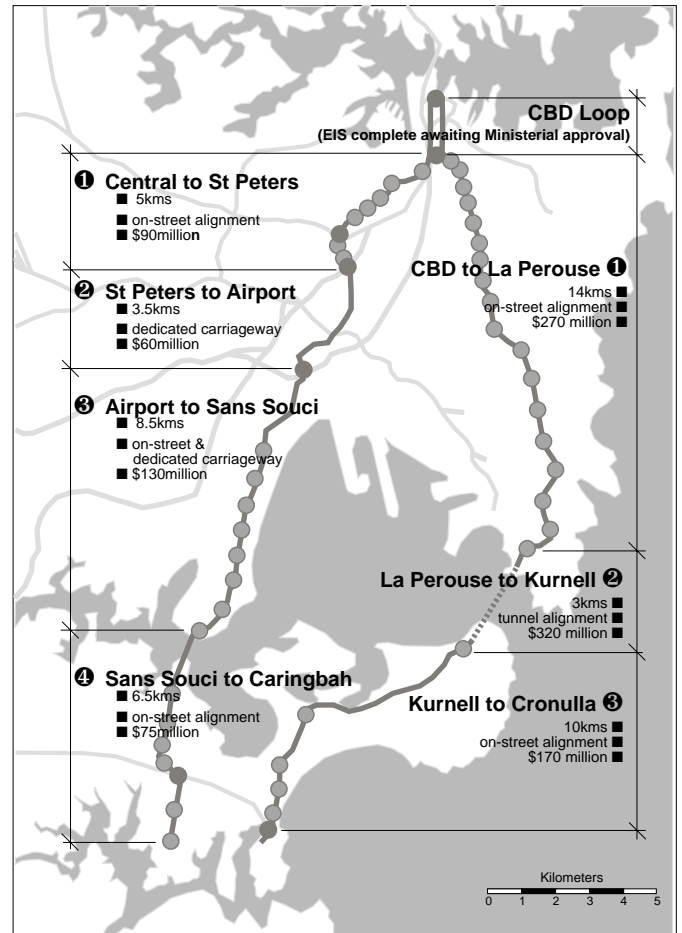 CBD Loop
(EIS complete awaiting Ministerial approval)
❶ Central to St Peters
■ 5kms
■ on-street alignment
■ $90million
❷ St Peters to Airport
■ 3.5kms
■ dedicated carriageway
■ $60million
❸ Airport to Sans Souci
■ 8.5kms
■ on-street &
dedicated carriageway
■ $130million
❹ Sans Souci to Caringbah
■ 6.5kms
■ on-street alignment
■ $75million
CBD to La Perouse ❶
14kms ■
on-street alignment ■
$270 million ■
La Perouse to Kurnell ❷
3kms ■
tunnel alignment ■
$320 million ■
Kurnell to Cronulla ❸
10kms ■
on-street alignment ■
$170 million ■
Kilometers
0 1 2 3 4 5